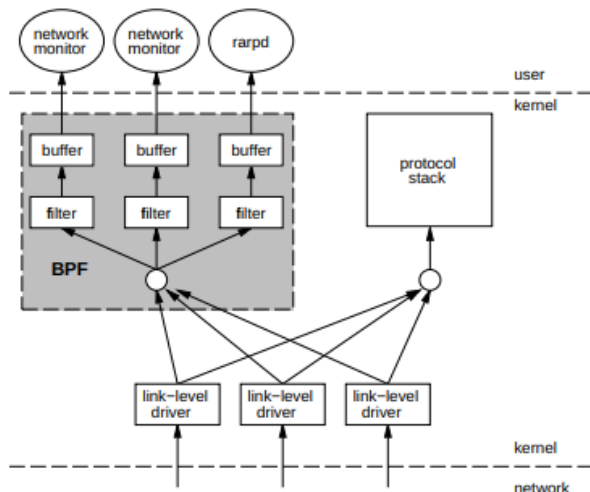 network
monitor
network
monitor
rarpd
user
kernel
buffer
buffer
buffer
protocol
stack
filter
filter
filter
BPF
link-level
driver
link-level
driver
link-level
driver
kernel
network